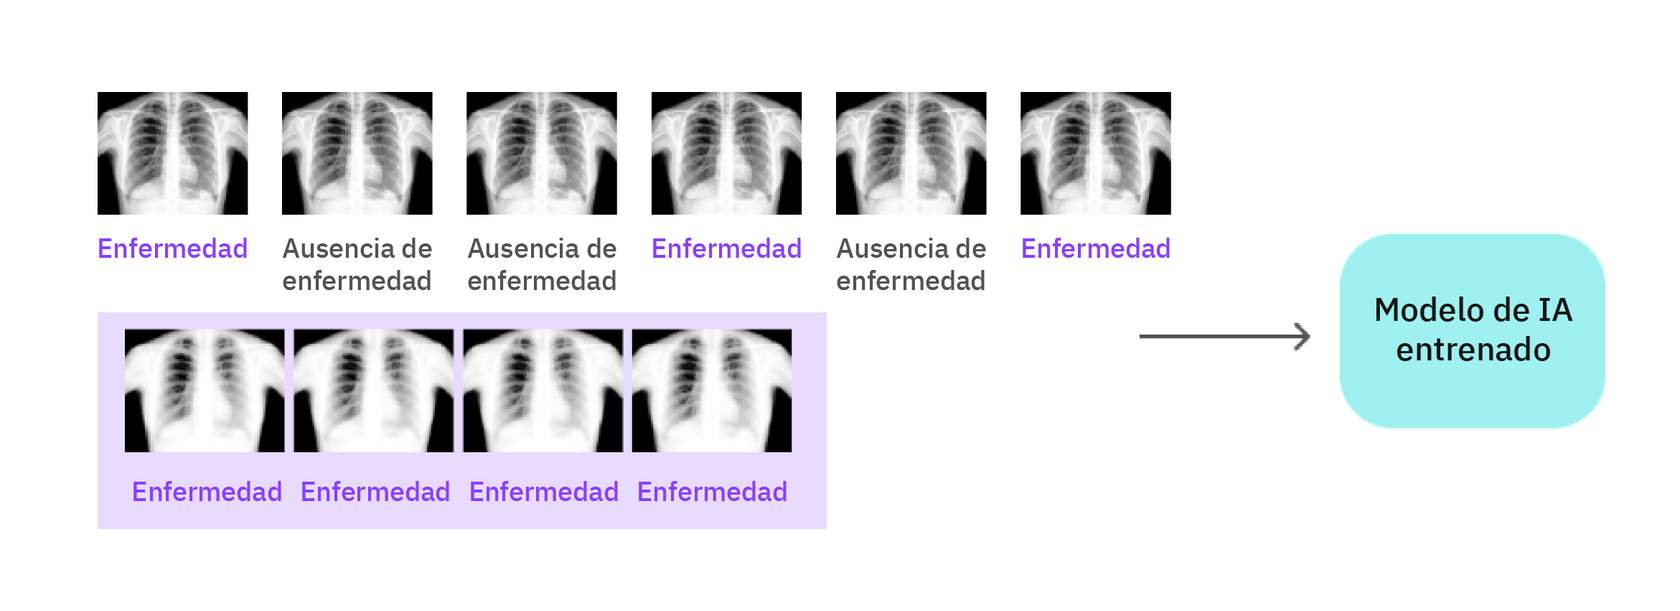 Enfermedad
Ausencia de
enfermedad
Ausencia de
enfermedad
Enfermedad
Ausencia de
enfermedad
Enfermedad
Enfermedad
Enfermedad
Enfermedad
Enfermedad
Modelo de IA
entrenado